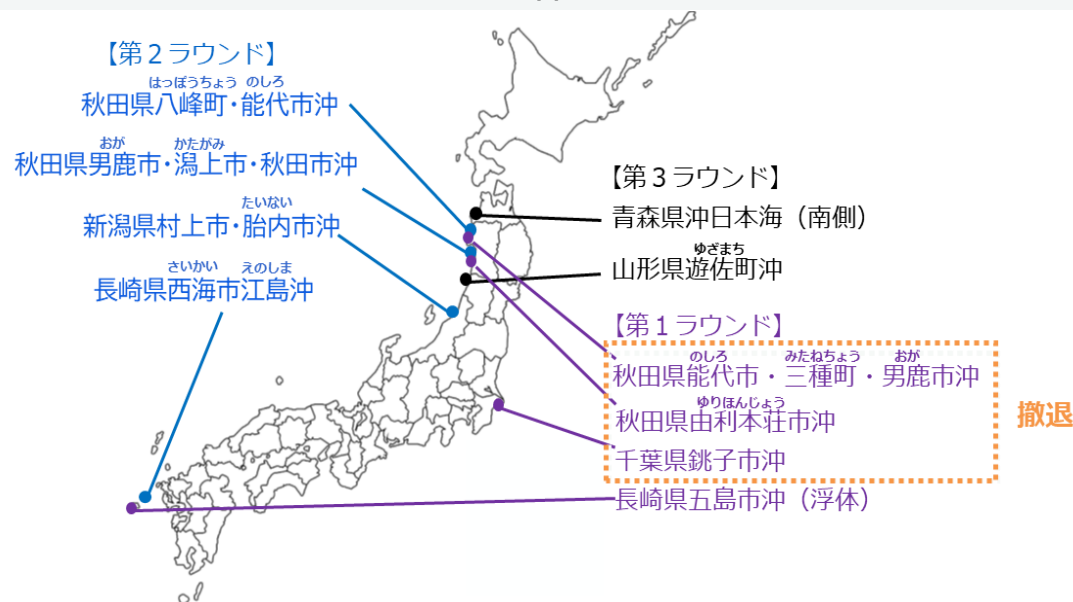 【第２ラウンド】
はっぽうちょう のしろ
秋田県八峰町・能代市沖
おが かたがみ
秋田県男鹿市・潟上市・秋田市沖
たいない
新潟県村上市・胎内市沖
さいかい えのしま
長崎県西海市江島沖
【第３ラウンド】
青森県沖日本海（南側）
ゆざまち
山形県遊佐町沖
【第１ラウンド】
のしろ みたねちょう おが
秋田県能代市・三種町・男鹿市沖
ゆりほんじょう
秋田県由利本荘市沖
千葉県銚子市沖
長崎県五島市沖（浮体）
撤退